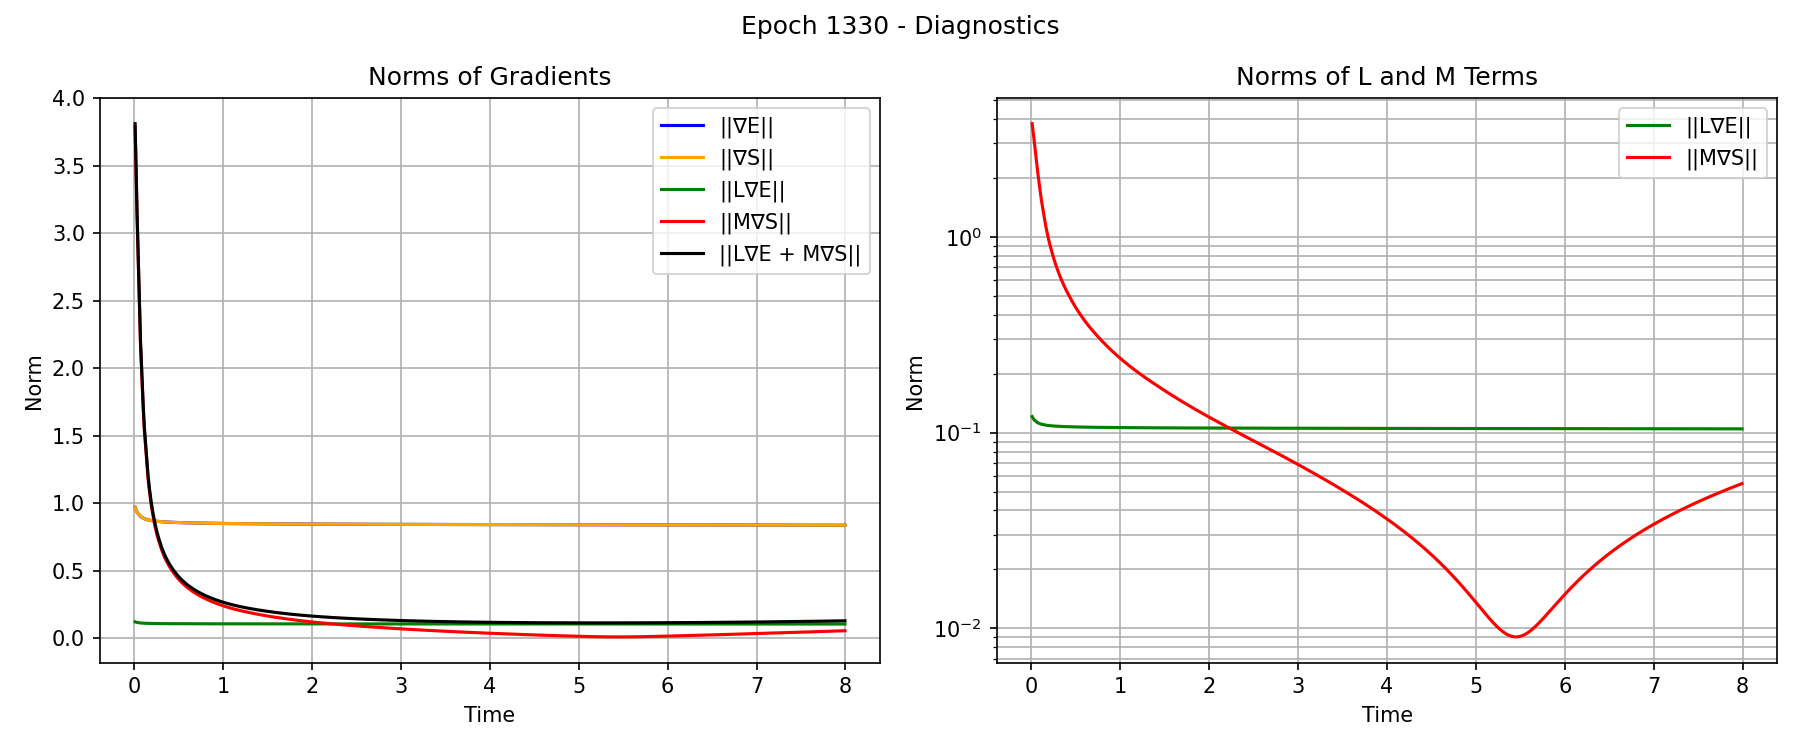 Epoch 1330 - Diagnostics
Norms of Gradients
4.0
3.5
3.0
2.5
2.0
1.5
1.0
0.5
0.0
Norm
0 1 2 3 4 5 6 7 8
Time
||∇E||
||∇S||
||L∇E||
||M∇S||
||L∇E + M∇S||
Norms of L and M Terms
10⁰
10⁻¹
10⁻²
Norm
0 1 2 3 4 5 6 7 8
Time
||L∇E||
||M∇S||